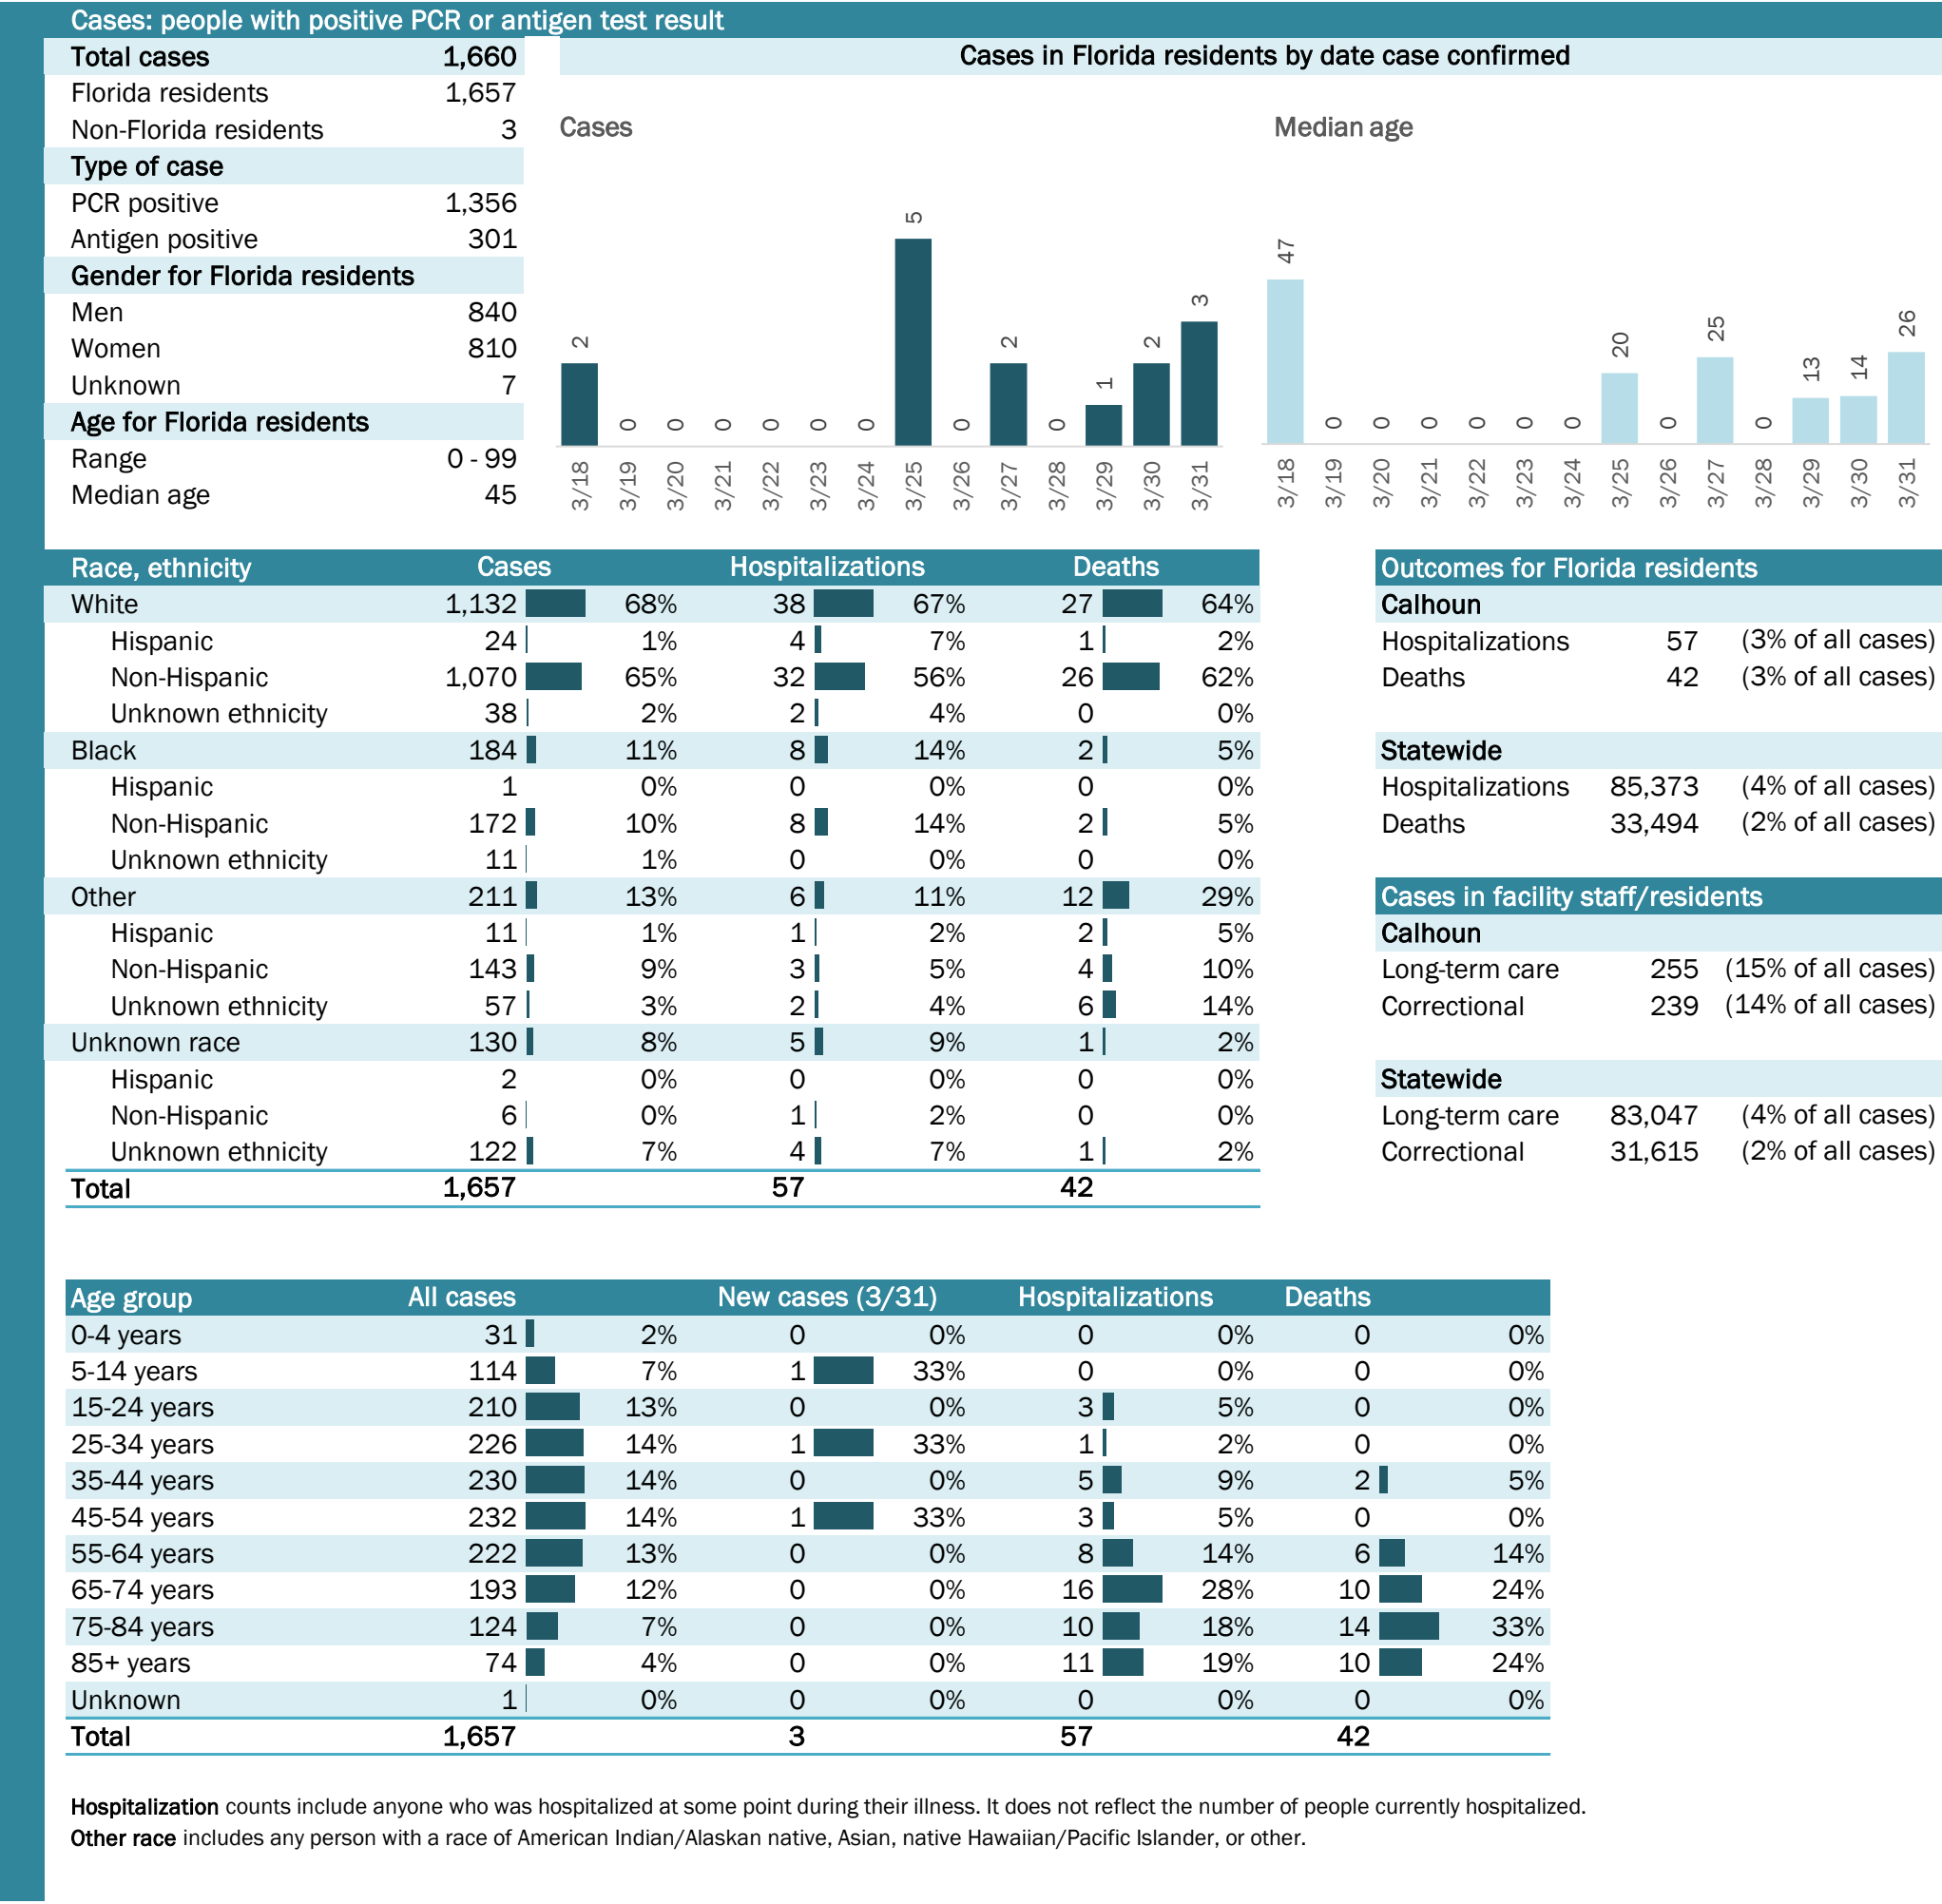 Cases: people with positive PCR or antigen test result
Total cases 1,660
Florida residents 1,657
Non-Florida residents 3
Type of case
PCR positive 1,356
Antigen positive 301
Gender for Florida residents
Men 840
Women 810
Unknown 7
Age for Florida residents
Range 0 - 99
Median age 45
Cases in Florida residents by date case confirmed
Cases
2 0 0 0 0 0 0 5 0 2 0 1 2 3
3/18 3/19 3/20 3/21 3/22 3/23 3/24 3/25 3/26 3/27 3/28 3/29 3/30 3/31
Median age
47 0 0 0 0 0 0 20 0 25 0 13 14 26
3/18 3/19 3/20 3/21 3/22 3/23 3/24 3/25 3/26 3/27 3/28 3/29 3/30 3/31
Race, ethnicity Cases Hospitalizations Deaths
White 1,132 68% 38 67% 27 64%
Hispanic 24 1% 4 7% 1 2%
Non-Hispanic 1,070 65% 32 56% 26 62%
Unknown ethnicity 38 2% 2 4% 0 0%
Black 184 11% 8 14% 2 5%
Hispanic 1 0% 0 0% 0 0%
Non-Hispanic 172 10% 8 14% 2 5%
Unknown ethnicity 11 1% 0 0% 0 0%
Other 211 13% 6 11% 12 29%
Hispanic 11 1% 1 2% 2 5%
Non-Hispanic 143 9% 3 5% 4 10%
Unknown ethnicity 57 3% 2 4% 6 14%
Unknown race 130 8% 5 9% 1 2%
Hispanic 2 0% 0 0% 0 0%
Non-Hispanic 6 0% 1 2% 0 0%
Unknown ethnicity 122 7% 4 7% 1 2%
Total 1,657 57 42
Outcomes for Florida residents
Calhoun
Hospitalizations 57 (3% of all cases)
Deaths 42 (3% of all cases)
Statewide
Hospitalizations 85,373 (4% of all cases)
Deaths 33,494 (2% of all cases)
Cases in facility staff/residents
Calhoun
Long-term care 255 (15% of all cases)
Correctional 239 (14% of all cases)
Statewide
Long-term care 83,047 (4% of all cases)
Correctional 31,615 (2% of all cases)
Age group All cases New cases (3/31) Hospitalizations Deaths
0-4 years 31 2% 0 0% 0 0% 0 0%
5-14 years 114 7% 1 33% 0 0% 0 0%
15-24 years 210 13% 0 0% 3 5% 0 0%
25-34 years 226 14% 1 33% 1 2% 0 0%
35-44 years 230 14% 0 0% 5 9% 2 5%
45-54 years 232 14% 1 33% 3 5% 0 0%
55-64 years 222 13% 0 0% 8 14% 6 14%
65-74 years 193 12% 0 0% 16 28% 10 24%
75-84 years 124 7% 0 0% 10 18% 14 33%
85+ years 74 4% 0 0% 11 19% 10 24%
Unknown 1 0% 0 0% 0 0% 0 0%
Total 1,657 3 57 42
Hospitalization counts include anyone who was hospitalized at some point during their illness. It does not reflect the number of people currently hospitalized.
Other race includes any person with a race of American Indian/Alaskan native, Asian, native Hawaiian/Pacific Islander, or other.